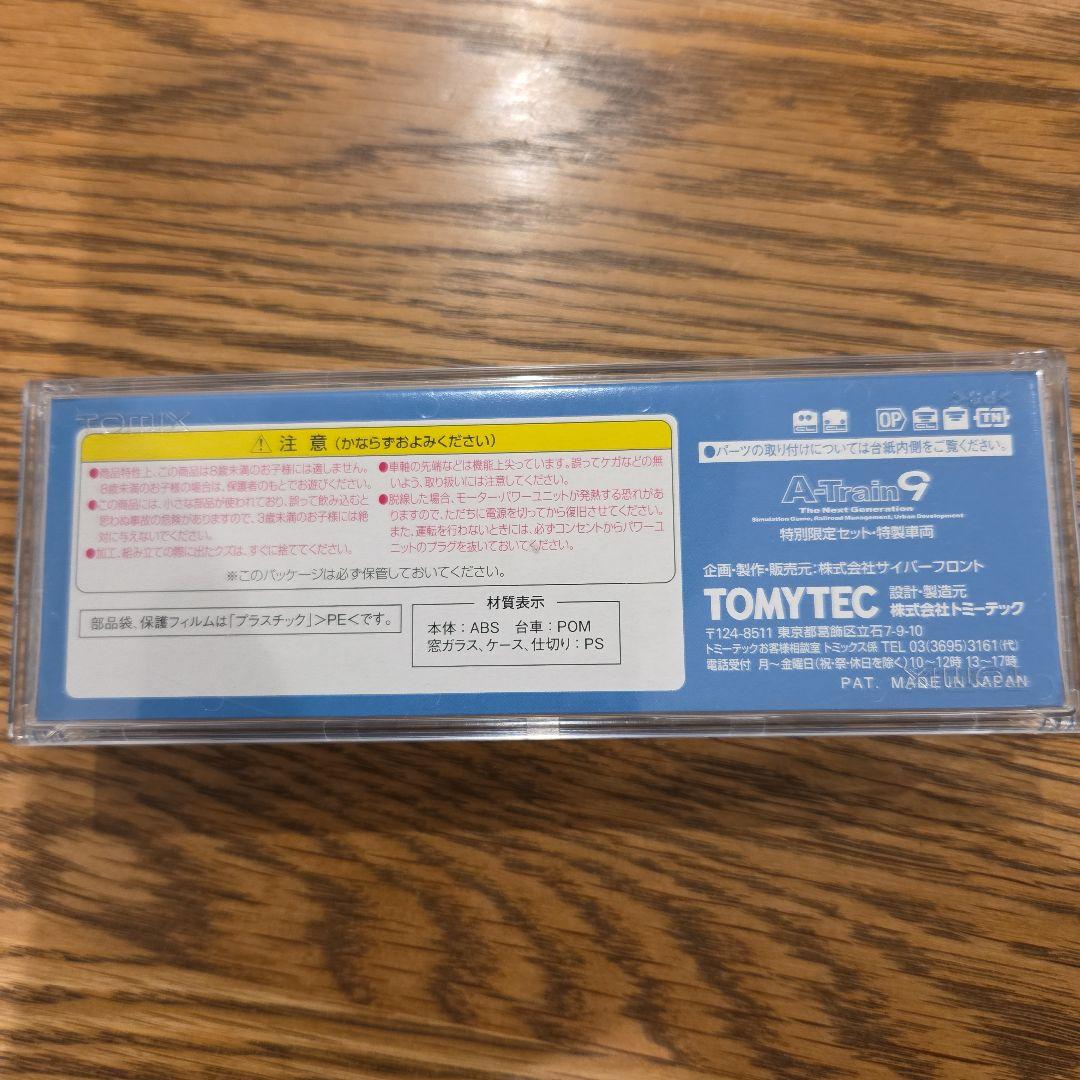 TOMIX
⚠ 注 意 (かならずおよみください)
●商品特性上、この商品は8歳未満のお子様には適しません。
8歳未満のお子様の場合は、保護者のもとでお遊びください。
●この商品には、小さな部品が使われており、誤って飲み込むと
思わぬ事故の危険がありますので、3歳未満のお子様には絶
対に与えないでください。
●加工、組み立ての際に出たクズは、すぐに捨ててください。
●車軸の先端などは機能上尖っています。誤ってケガなどの無
いよう、取り扱いには注意してください。
●脱線した場合、モーター・パワーユニットが発熱する恐れがあ
りますので、ただちに電源を切ってから復旧させてください。
また、運転を行わないときには、必ずコンセントからパワーユ
ニットのプラグを抜いておいてください。
※このパッケージは必ず保管しておいてください。
部品袋、保護フィルムは「プラスチック」>PE<です。
材質表示
本体:ABS 台車:POM
窓ガラス、ケース、仕切り:PS
>PS<
OP TN
●パーツの取り付けについては台紙内側をご覧ください。
A-Train9
The Next Generation
Simulation Game, Railroad Management, Urban Development
特別限定セット・特製車両
企画・製作・販売元:株式会社サイバーフロント
TOMYTEC 設計・製造元
株式会社トミーテック
〒124-8511 東京都葛飾区立石7-9-10
トミーテックお客様相談室 トミックス係 TEL 03(3695)3161(代)
電話受付 月〜金曜日(祝・祭・休日を除く)10〜12時 13〜17時
PAT. MADE IN JAPAN
TOMIX